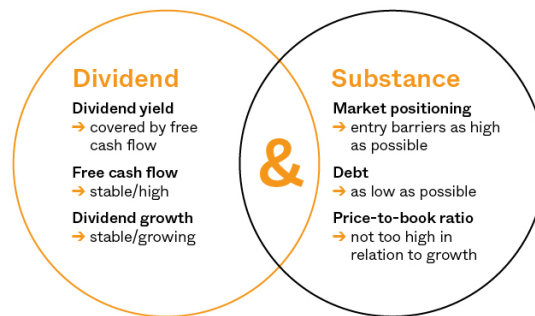 Dividend
Dividend yield
➔ covered by free
cash flow
Free cash flow
➔ stable/high
Dividend growth
➔ stable/growing
&
Substance
Market positioning
➔ entry barriers as high
as possible
Debt
➔ as low as possible
Price-to-book ratio
➔ not too high in
relation to growth